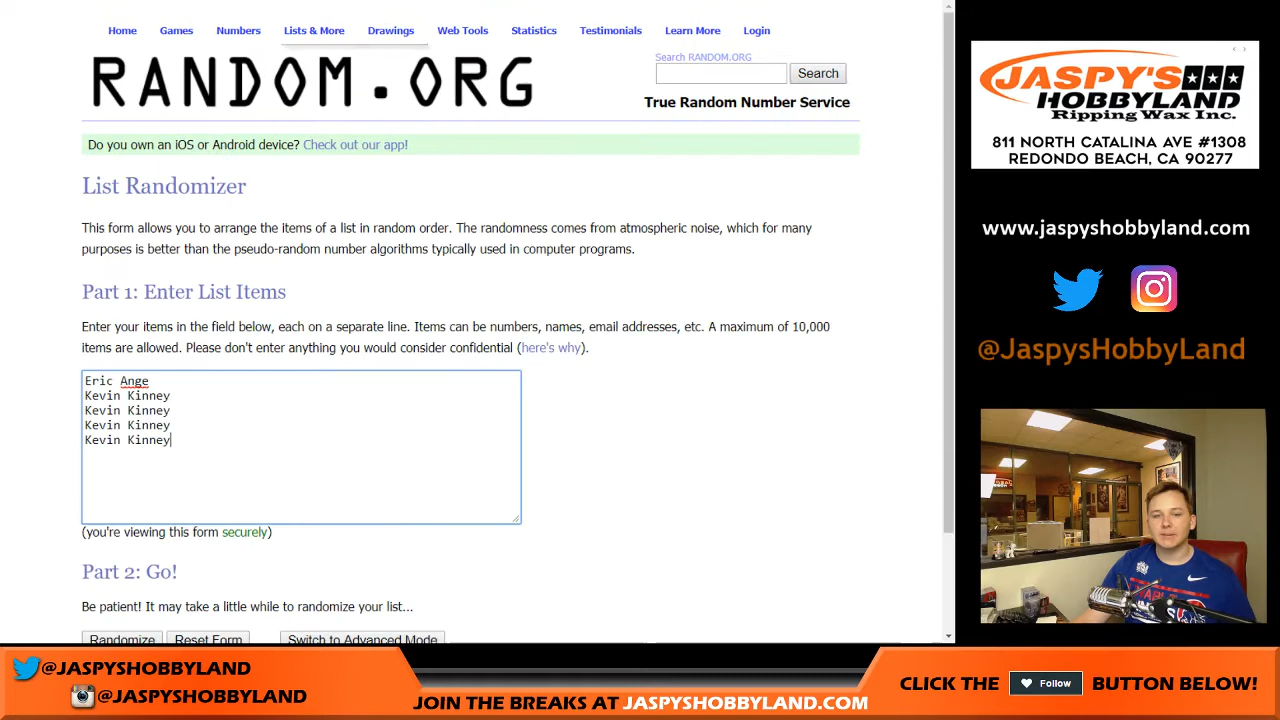 Home Games Numbers Lists & More Drawings Web Tools Statistics Testimonials Learn More Login
RANDOM.ORG
Search RANDOM.ORG
Search
True Random Number Service
Do you own an iOS or Android device? Check out our app!
List Randomizer
This form allows you to arrange the items of a list in random order. The randomness comes from atmospheric noise, which for many
purposes is better than the pseudo-random number algorithms typically used in computer programs.
Part 1: Enter List Items
Enter your items in the field below, each on a separate line. Items can be numbers, names, email addresses, etc. A maximum of 10,000
items are allowed. Please don't enter anything you would consider confidential (here's why).
Eric Ange
Kevin Kinney
Kevin Kinney
Kevin Kinney
Kevin Kinney
(you're viewing this form securely)
Part 2: Go!
Be patient! It may take a little while to randomize your list...
Randomize Reset Form Switch to Advanced Mode
JASPY'S
HOBBYLAND
Ripping Wax Inc.
811 NORTH CATALINA AVE #1308
REDONDO BEACH, CA 90277
www.jaspyshobbyland.com
@JaspysHobbyLand
@JASPYSHOBBYLAND
@JASPYSHOBBYLAND
JOIN THE BREAKS AT JASPYSHOBBYLAND.COM
CLICK THE Follow BUTTON BELOW!